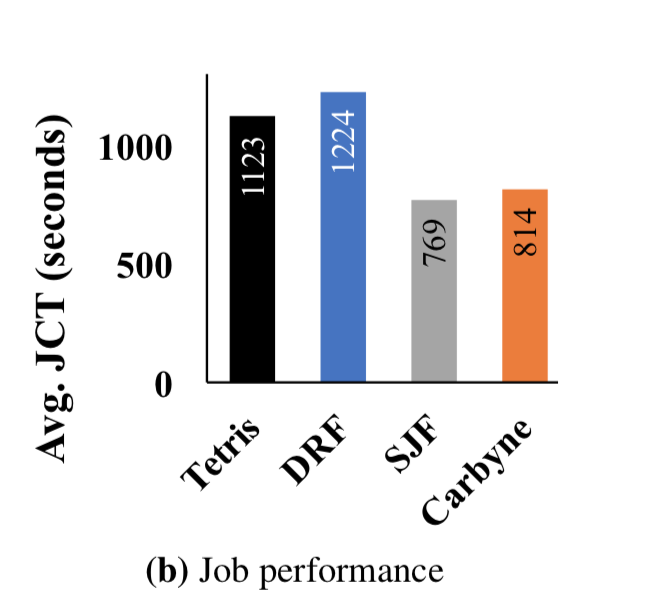 Avg. JCT (seconds)
1000
500
0
1123
1224
769
814
Tetris
DRF
SJF
Carbyne
(b) Job performance